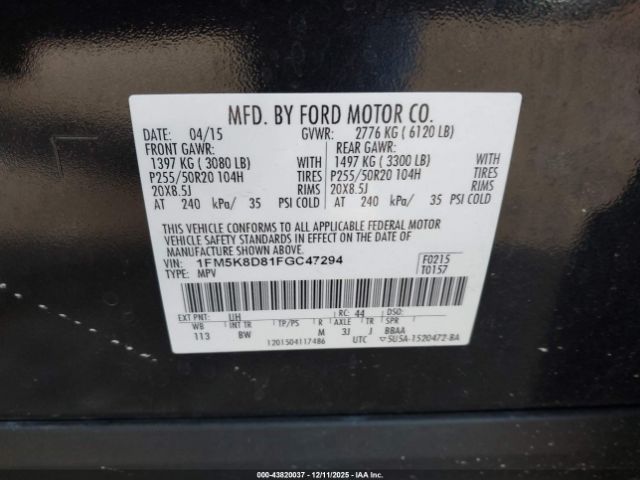 MFD. BY FORD MOTOR CO.
DATE: 04/15 GVWR: 2776 KG ( 6120 LB)
FRONT GAWR: REAR GAWR:
1397 KG ( 3080 LB) WITH 1497 KG ( 3300 LB) WITH
P255/50R20 104H TIRES P255/50R20 104H TIRES
20X8.5J RIMS 20X8.5J RIMS
AT 240 kPa/ 35 PSI COLD AT 240 kPa/ 35 PSI COLD
THIS VEHICLE CONFORMS TO ALL APPLICABLE FEDERAL MOTOR
VEHICLE SAFETY STANDARDS IN EFFECT ON THE DATE OF
MANUFACTURE SHOWN ABOVE.
VIN: 1FM5K8D81FGC47294 F0215
TYPE: MPV T0157
EXT PNT: UH RC: 44 DSO:
WB INT TR TP/PS R AXLE TR SPR
113 BW M 3J J BBAA
1201504117486 UTC 5U5A-1520472-BA
000-43820037 - 12/11/2025 - IAAI.com